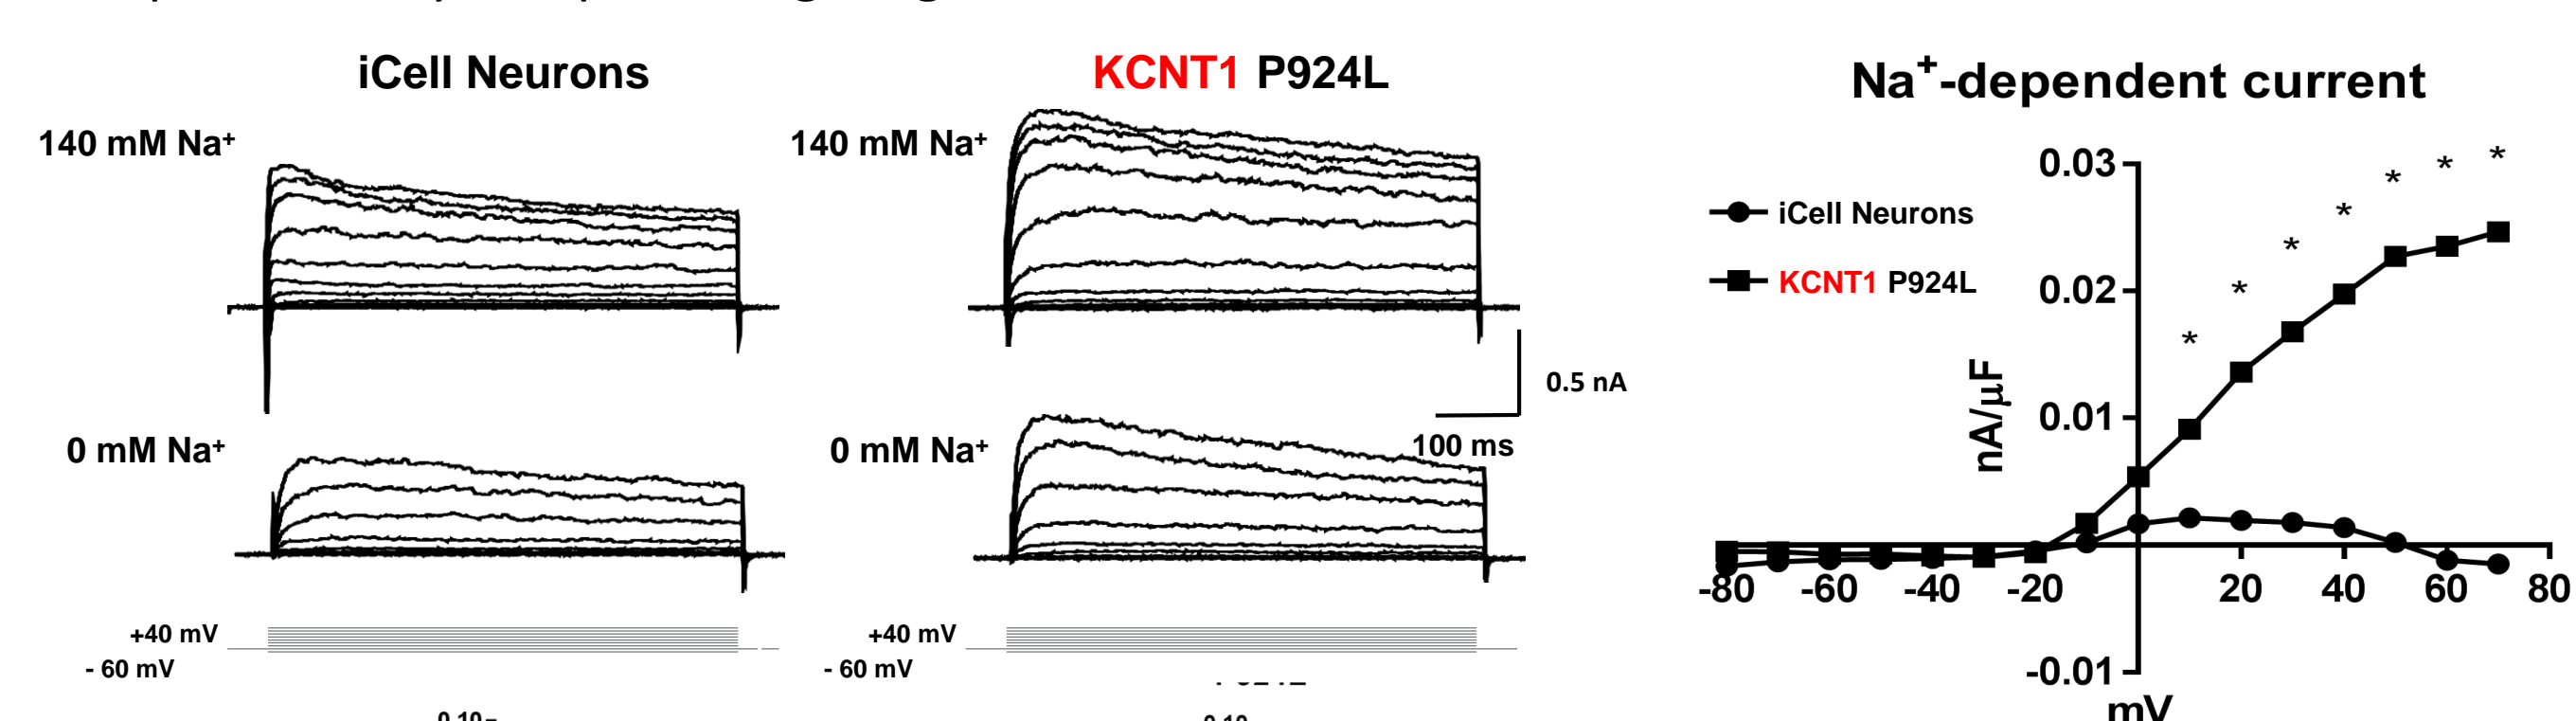 iCell Neurons
140 mM Na⁺
0 mM Na⁺
+40 mV
- 60 mV
KCNT1 P924L
140 mM Na⁺
0.5 nA
100 ms
0 mM Na⁺
+40 mV
- 60 mV
Na⁺-dependent current
iCell Neurons
KCNT1 P924L
nA/µF
0.03
0.02
0.01
-0.01
-80 -60 -40 -20 20 40 60 80
mV
* * * * * * *